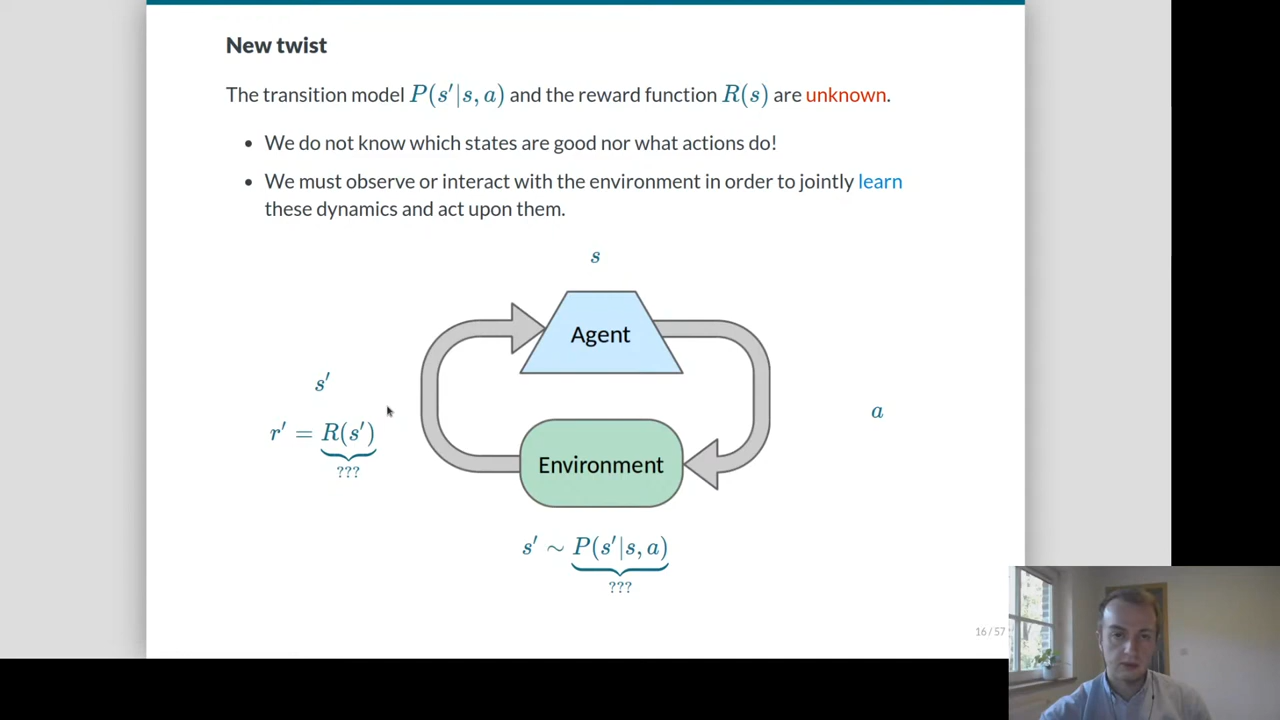 New twist
The transition model P(s′|s, a) and the reward function R(s) are unknown.
• We do not know which states are good nor what actions do!
• We must observe or interact with the environment in order to jointly learn
these dynamics and act upon them.
s
Agent
s′
a
r′ = R(s′)
???
Environment
s′ ∼ P(s′|s, a)
???
16 / 57